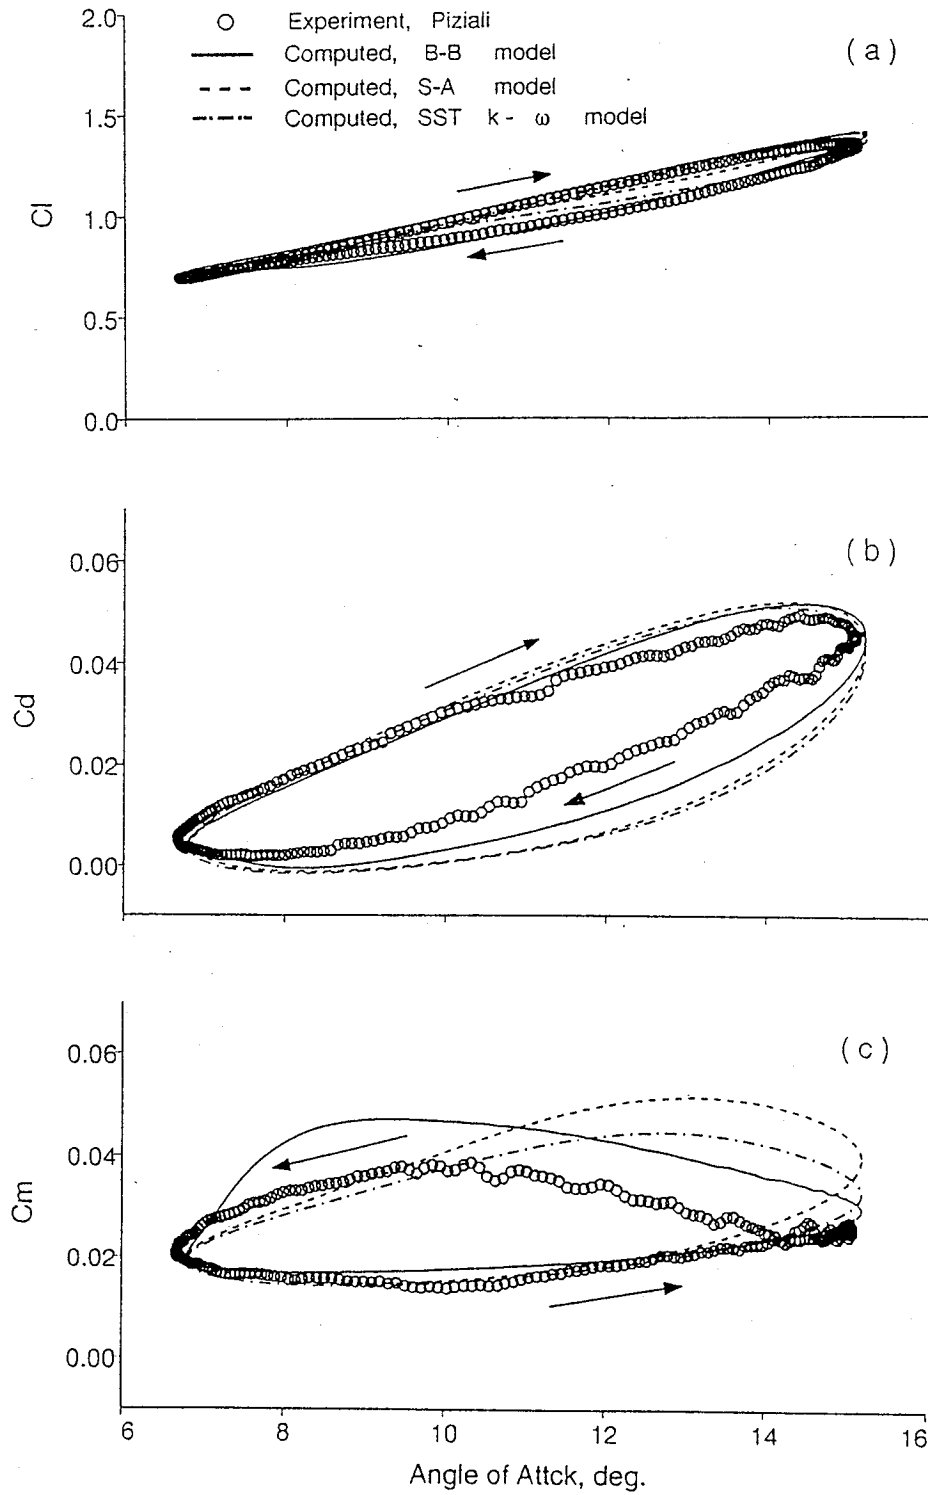 2.0
Experiment, Piziali
Computed, B-B model
(a)
Computed, S-A model
1.5
Computed, SST k - ω model
Cl
1.0
0.5
0.0
0.06
(b)
0.04
Cd
0.02
0.00
0.06
(c)
0.04
Cm
0.02
0.00
6 8 10 12 14 16
Angle of Attck, deg.